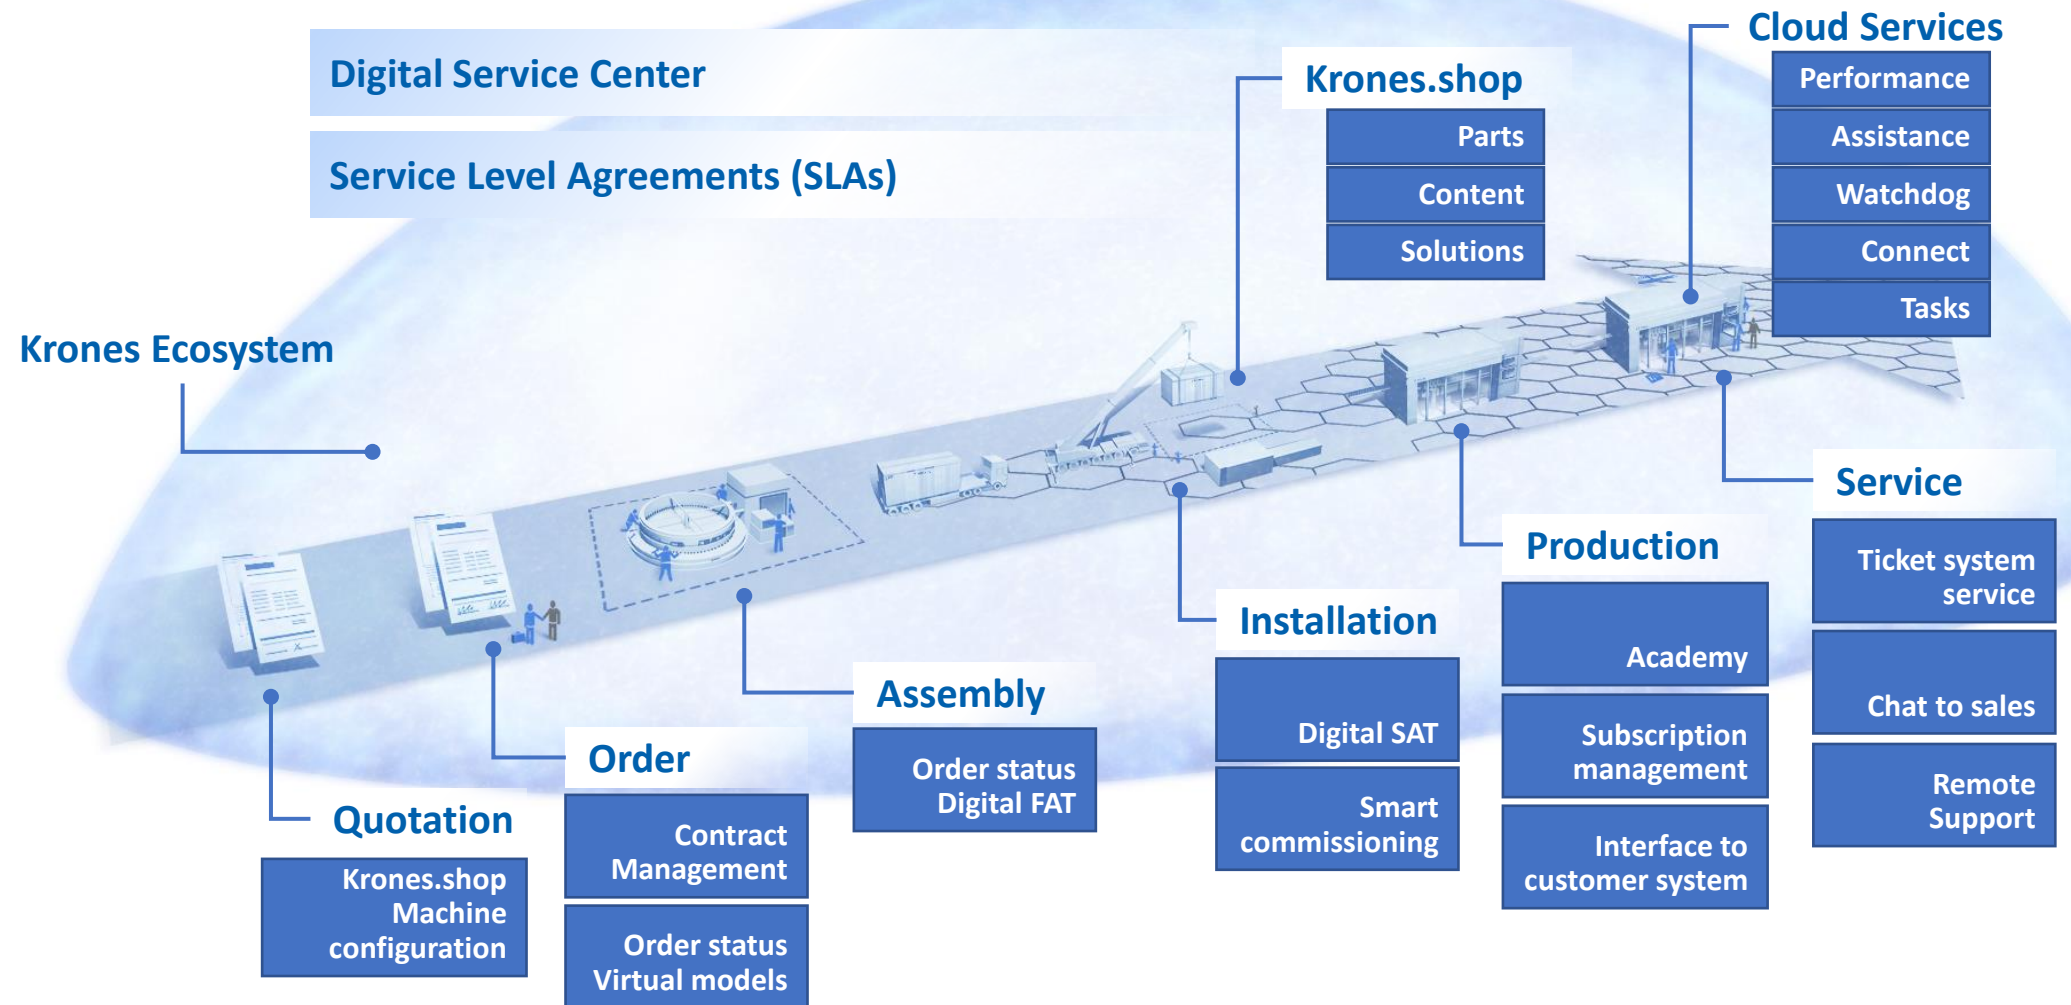 Digital Service Center
Service Level Agreements (SLAs)
Krones Ecosystem
Krones.shop
Parts
Content
Solutions
Cloud Services
Performance
Assistance
Watchdog
Connect
Tasks
Quotation
Krones.shop
Machine
configuration
Order
Contract
Management
Order status
Virtual models
Assembly
Order status
Digital FAT
Installation
Digital SAT
Smart
commissioning
Production
Academy
Subscription
management
Interface to
customer system
Service
Ticket system
service
Chat to sales
Remote
Support